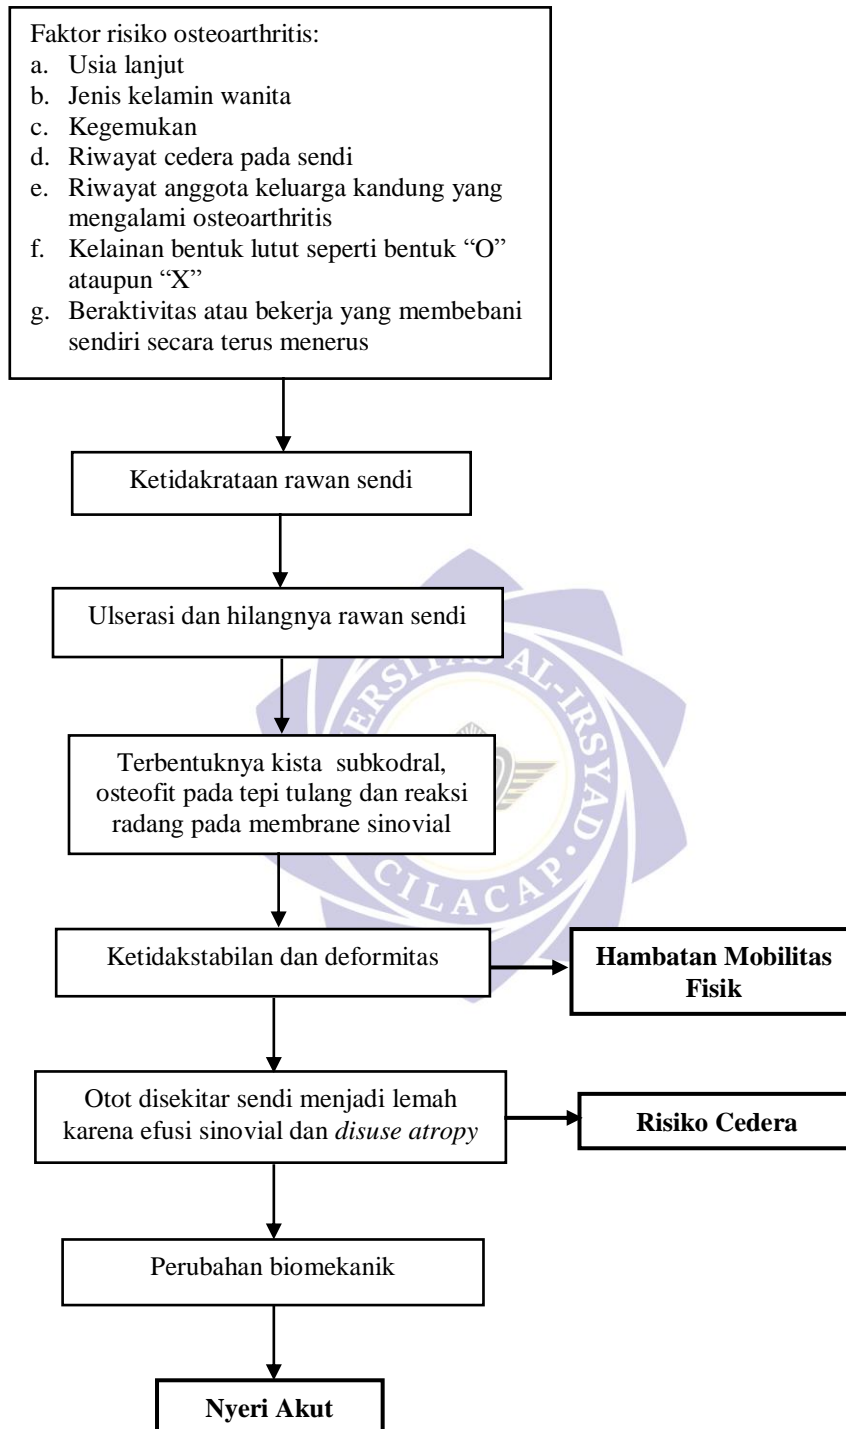 Faktor risiko osteoarthritis:
a. Usia lanjut
b. Jenis kelamin wanita
c. Kegemukan
d. Riwayat cedera pada sendi
e. Riwayat anggota keluarga kandung yang
mengalami osteoarthritis
f. Kelainan bentuk lutut seperti bentuk “O”
ataupun “X”
g. Beraktivitas atau bekerja yang membebani
sendiri secara terus menerus
Ketidakrataan rawan sendi
Ulserasi dan hilangnya rawan sendi
ERSITAS AL-IRSYAD
Terbentuknya kista subkodral,
osteofit pada tepi tulang dan reaksi
radang pada membrane sinovial
CILACAP
Ketidakstabilan dan deformitas
Hambatan Mobilitas
Fisik
Otot disekitar sendi menjadi lemah
karena efusi sinovial dan disuse atropy
Risiko Cedera
Perubahan biomekanik
Nyeri Akut